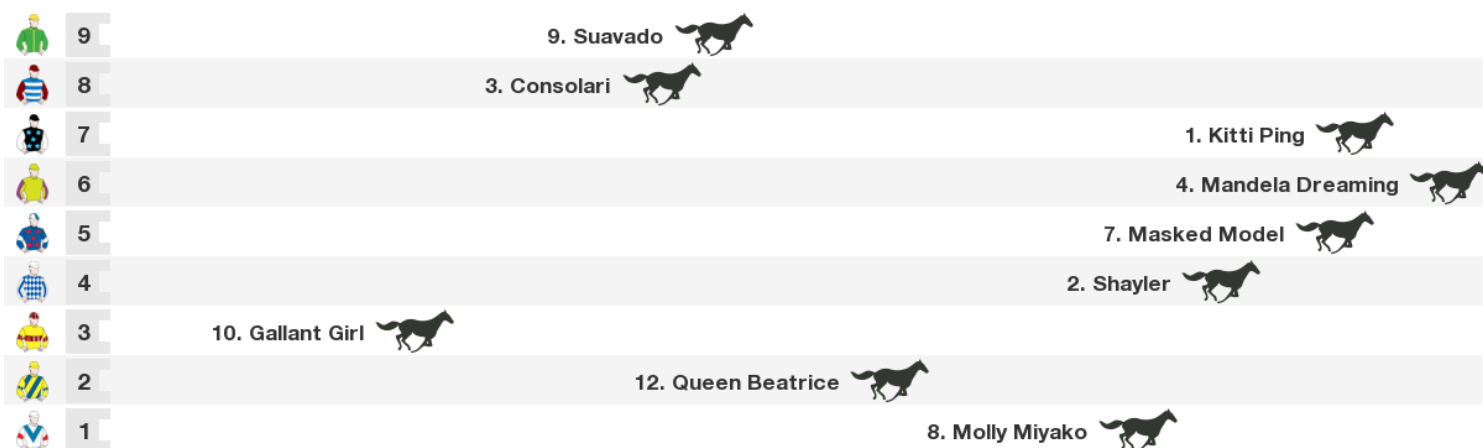 9 9. Suavado
8 3. Consolari
7 1. Kitti Ping
6 4. Mandela Dreaming
5 7. Masked Model
4 2. Shayler
3 10. Gallant Girl
2 12. Queen Beatrice
1 8. Molly Miyako